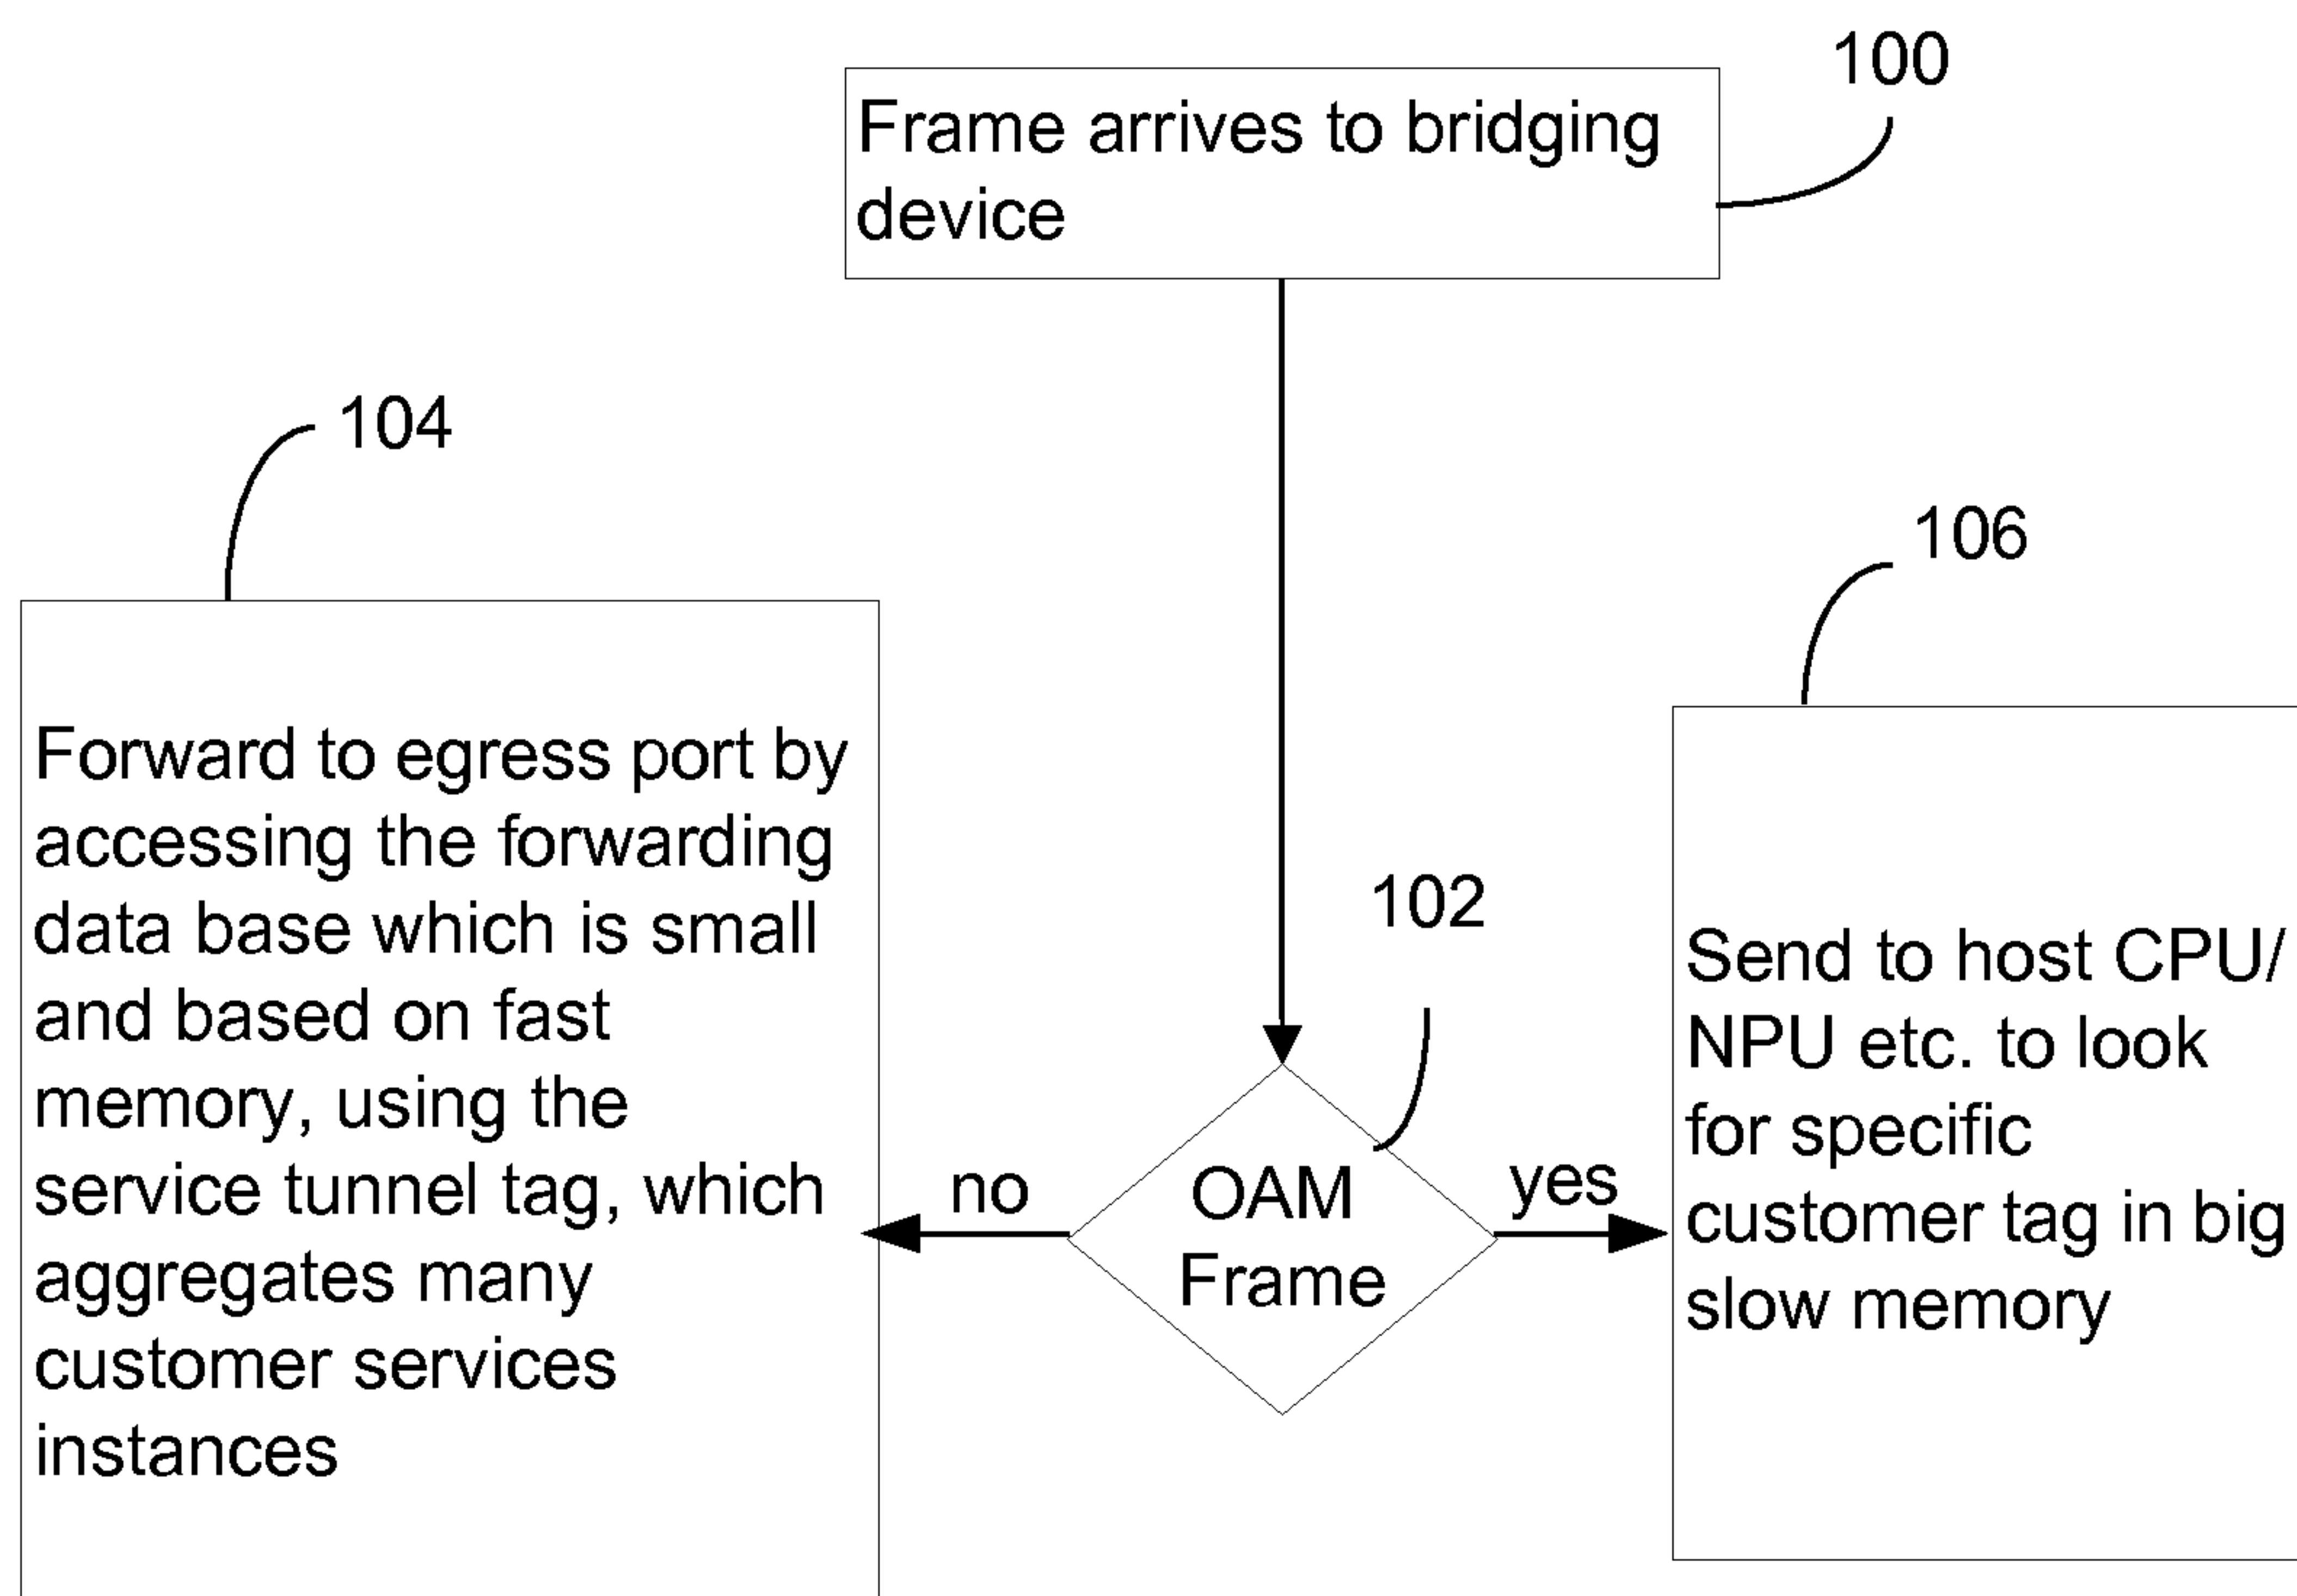 100
Frame arrives to bridging
device
104
Forward to egress port by
accessing the forwarding
data base which is small
and based on fast
memory, using the
service tunnel tag, which
aggregates many
customer services
instances
102
no
OAM
Frame
yes
106
Send to host CPU/
NPU etc. to look
for specific
customer tag in big
slow memory